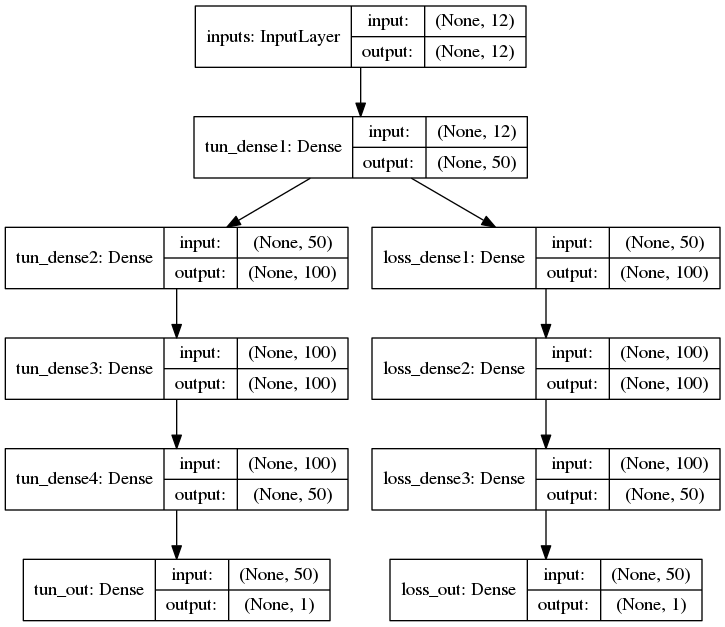 inputs: InputLayer
input: (None, 12)
output: (None, 12)
tun_dense1: Dense
input: (None, 12)
output: (None, 50)
tun_dense2: Dense
input: (None, 50)
output: (None, 100)
loss_dense1: Dense
input: (None, 50)
output: (None, 100)
tun_dense3: Dense
input: (None, 100)
output: (None, 100)
loss_dense2: Dense
input: (None, 100)
output: (None, 100)
tun_dense4: Dense
input: (None, 100)
output: (None, 50)
loss_dense3: Dense
input: (None, 100)
output: (None, 50)
tun_out: Dense
input: (None, 50)
output: (None, 1)
loss_out: Dense
input: (None, 50)
output: (None, 1)